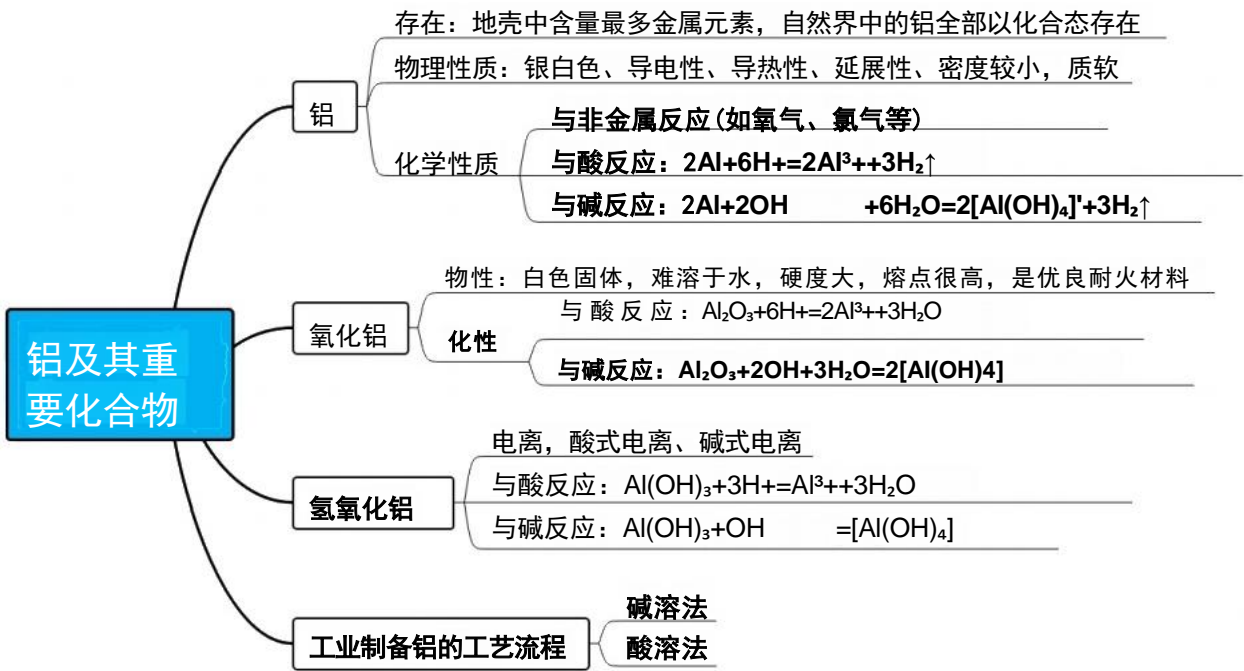 存在：地壳中含量最多金属元素，自然界中的铝全部以化合态存在
物理性质：银白色、导电性、导热性、延展性、密度较小，质软
铝
与非金属反应(如氧气、氯气等)
化学性质
与酸反应：2Al+6H+=2Al³++3H₂↑
与碱反应：2Al+2OH +6H₂O=2[Al(OH)₄]'+3H₂↑
物性：白色固体，难溶于水，硬度大，熔点很高，是优良耐火材料
与酸反应：Al₂O₃+6H+=2Al³++3H₂O
氧化铝
化性
与碱反应：Al₂O₃+2OH+3H₂O=2[Al(OH)4]
铝及其重
要化合物
电离，酸式电离、碱式电离
氢氧化铝
与酸反应：Al(OH)₃+3H+=Al³++3H₂O
与碱反应：Al(OH)₃+OH =[Al(OH)₄]
碱溶法
工业制备铝的工艺流程
酸溶法